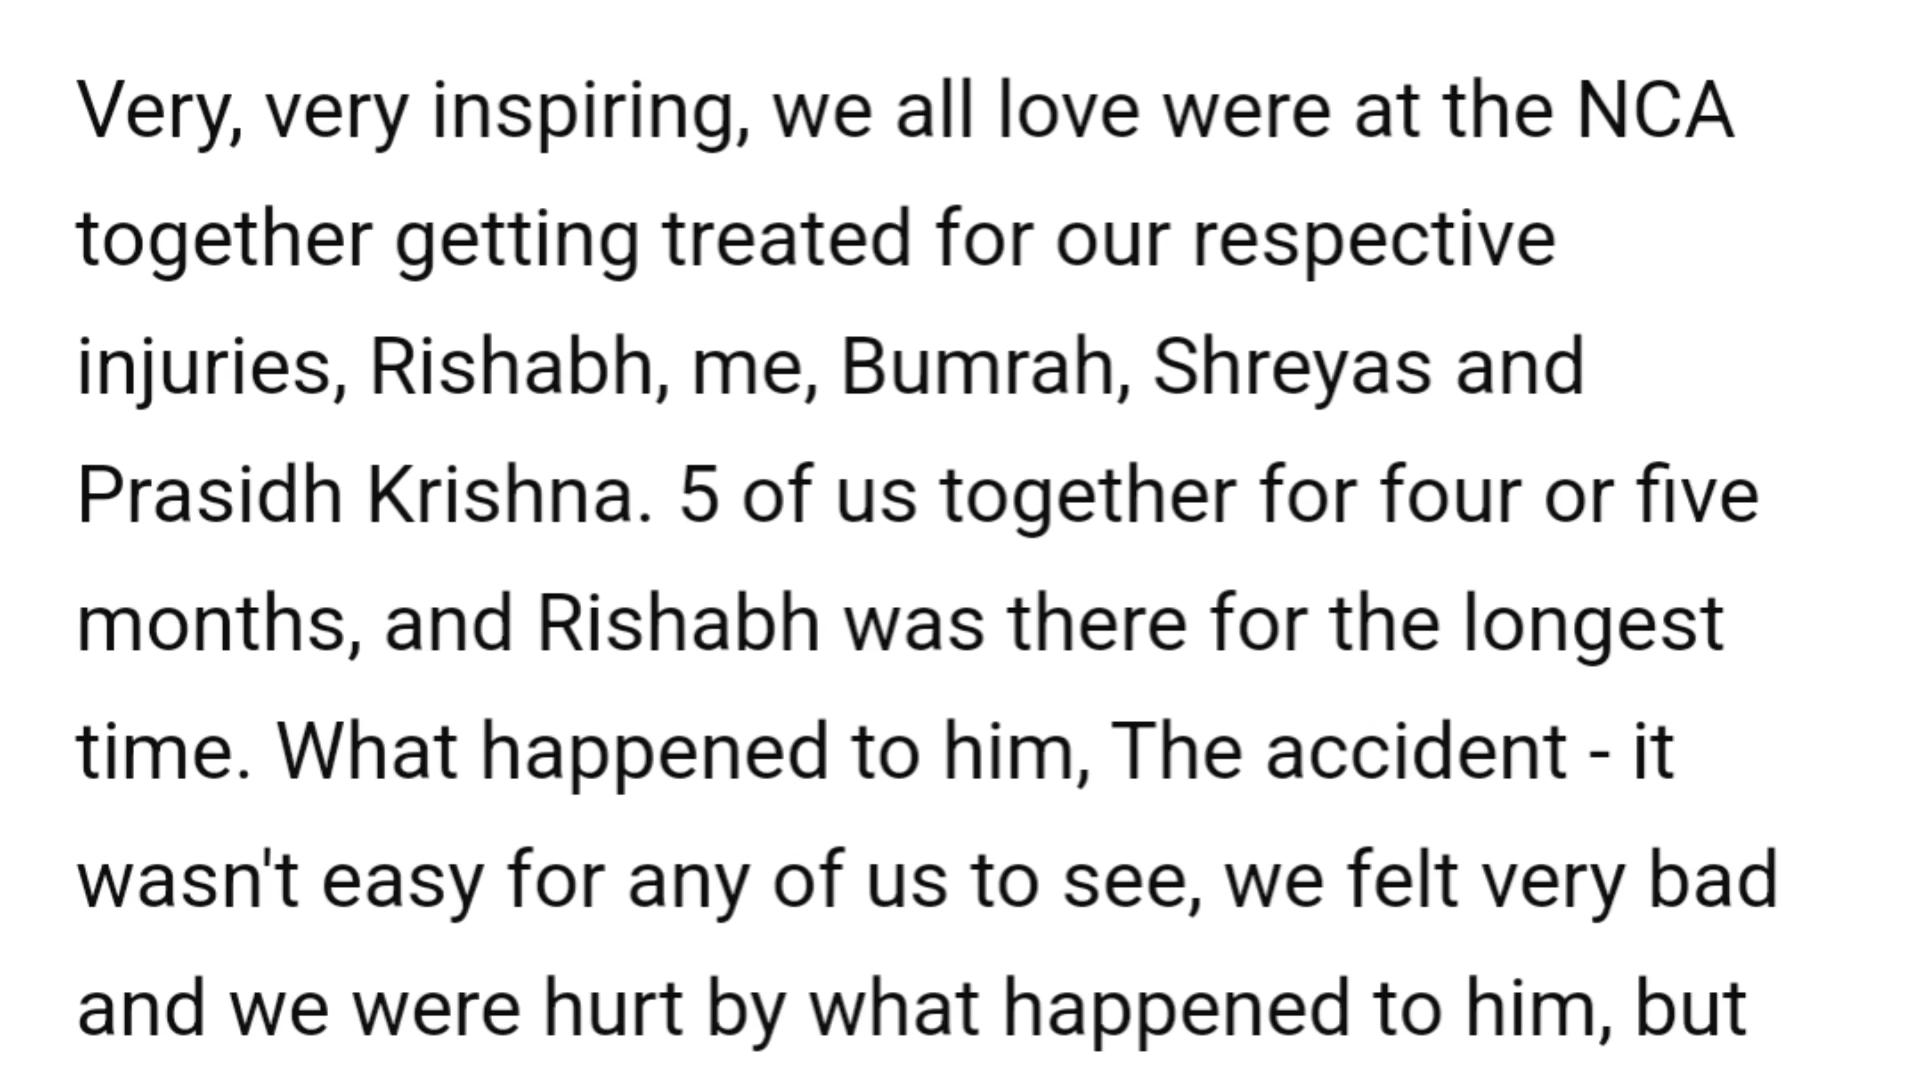 Very, very inspiring, we all love were at the NCA
together getting treated for our respective
injuries, Rishabh, me, Bumrah, Shreyas and
Prasidh Krishna. 5 of us together for four or five
months, and Rishabh was there for the longest
time. What happened to him, The accident - it
wasn't easy for any of us to see, we felt very bad
and we were hurt by what happened to him, but